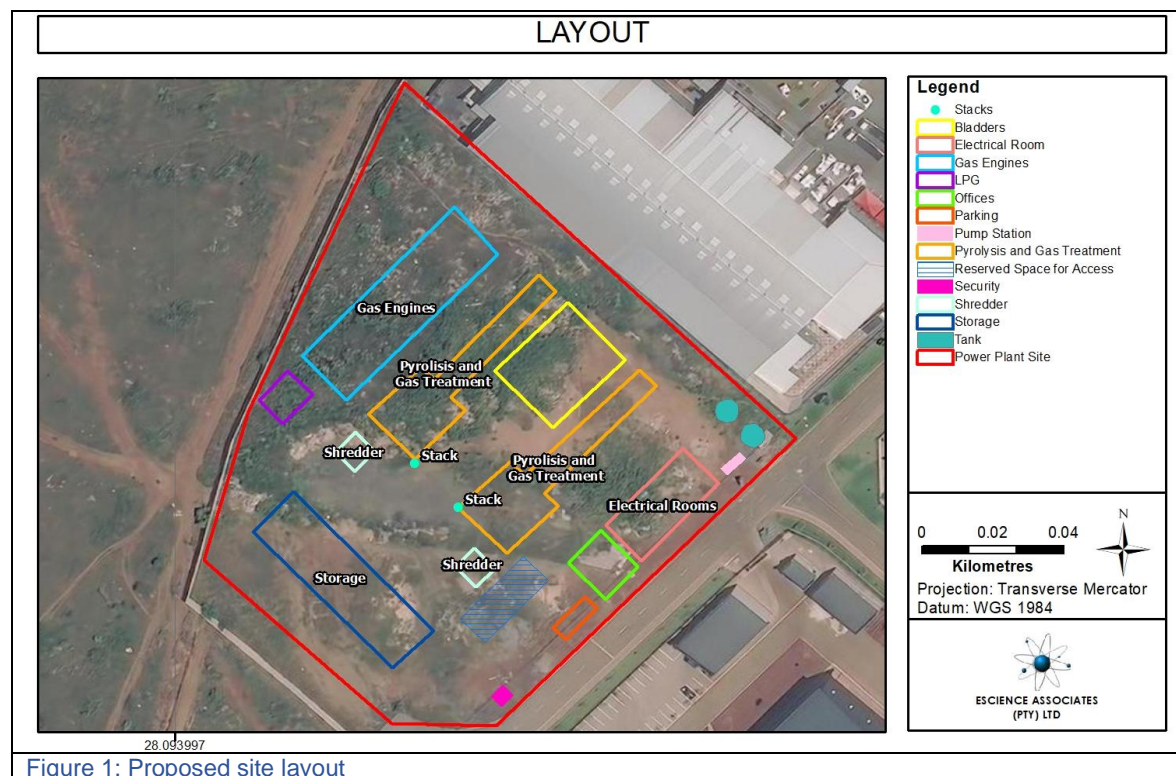 LAYOUT
Gas Engines
Pyrolisis and
Gas Treatment
Shredder
Stack
Stack
Pyrolisis and
Gas Treatment
Electrical Rooms
Shredder
Storage
28.093997
Legend
Stacks
Bladders
Electrical Room
Gas Engines
LPG
Offices
Parking
Pump Station
Pyrolysis and Gas Treatment
Reserved Space for Access
Security
Shredder
Storage
Tank
Power Plant Site
0 0.02 0.04
Kilometres
N
Projection: Transverse Mercator
Datum: WGS 1984
ESCIENCE ASSOCIATES
(PTY) LTD
Figure 1: Proposed site layout